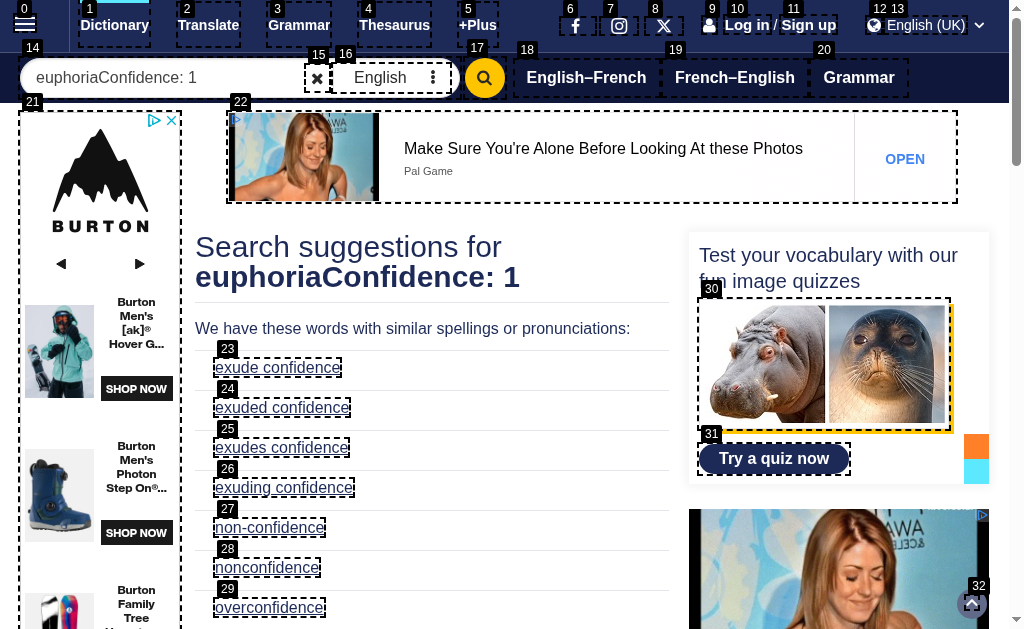 0 1 2 3 4 5 6 7 8 9 10 11 12 13
Dictionary Translate Grammar Thesaurus +Plus Log in / Sign up English (UK)
14 15 16 17 18 19 20
euphoriaConfidence: 1 English English–French French–English Grammar
21 22
BURTON
Burton
Men's
[ak]®
Hover G...
SHOP NOW
Burton
Men's
Photon
Step On®...
SHOP NOW
Burton
Family
Tree
Make Sure You're Alone Before Looking At these Photos
Pal Game
OPEN
Search suggestions for
euphoriaConfidence: 1
We have these words with similar spellings or pronunciations:
23
exude confidence
24
exuded confidence
25
exudes confidence
26
exuding confidence
27
non-confidence
28
nonconfidence
29
overconfidence
Test your vocabulary with our
fun image quizzes
30
31
Try a quiz now
32